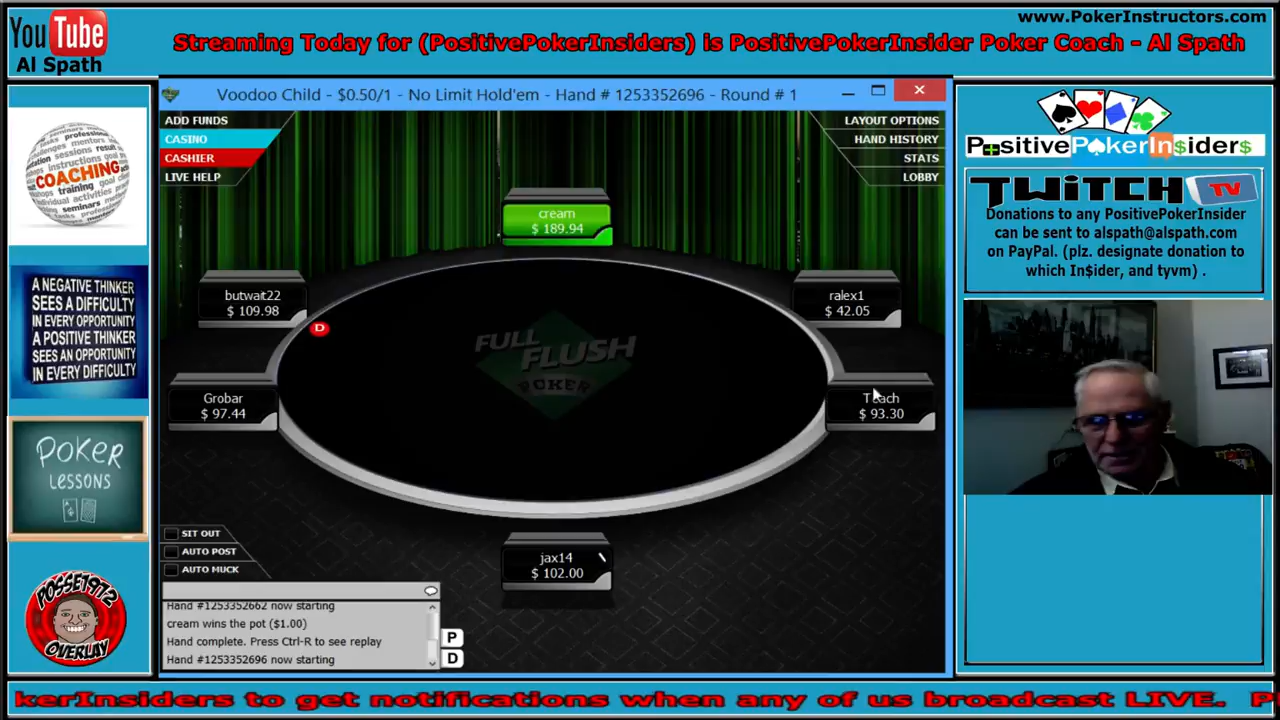 www.PokerInstructors.com
You Tube
Al Spath
Streaming Today for (PositivePokerInsiders) is PositivePokerInsider Poker Coach - Al Spath
Voodoo Child - $0.50/1 - No Limit Hold'em - Hand # 1253352696 - Round # 1
ADD FUNDS
CASINO
CASHIER
LIVE HELP
LAYOUT OPTIONS
HAND HISTORY
STATS
LOBBY
PositivePokerIn$ider$
TWiTCH TV
Donations to any PositivePokerInsider
can be sent to alspath@alspath.com
on PayPal. (plz. designate donation to
which In$ider, and tyvm) .
COACHING
training
seminars
A NEGATIVE THINKER
SEES A DIFFICULTY
IN EVERY OPPORTUNITY
A POSITIVE THINKER
SEES AN OPPORTUNITY
IN EVERY DIFFICULTY
POKER
LESSONS
POSSE1972
OVERLAY
cream
$ 189.94
butwait22
$ 109.98
D
ralex1
$ 42.05
FULL
FLUSH
POKER
Grobar
$ 97.44
$ 93.30
jax14
$ 102.00
SIT OUT
AUTO POST
AUTO MUCK
Hand #1253352662 now starting
cream wins the pot ($1.00)
Hand complete. Press Ctrl-R to see replay
Hand #1253352696 now starting
P
D
kerInsiders to get notifications when any of us broadcast LIVE. P